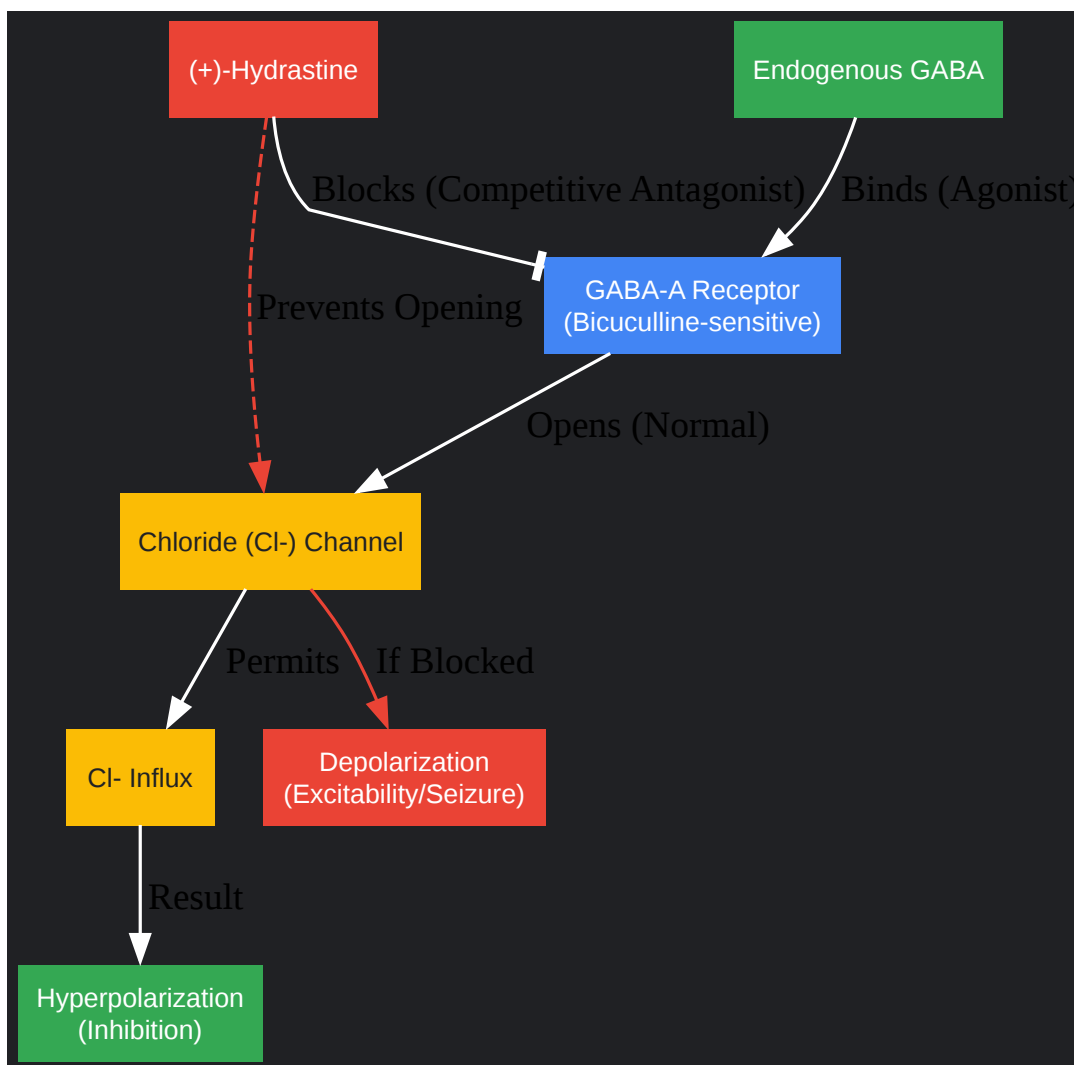 (+)-Hydrastine
Endogenous GABA
Blocks (Competitive Antagonist)
Binds (Agonist)
GABA-A Receptor
(Bicuculline-sensitive)
Prevents Opening
Opens (Normal)
Chloride (Cl-) Channel
Permits
If Blocked
Cl- Influx
Depolarization
(Excitability/Seizure)
Result
Hyperpolarization
(Inhibition)